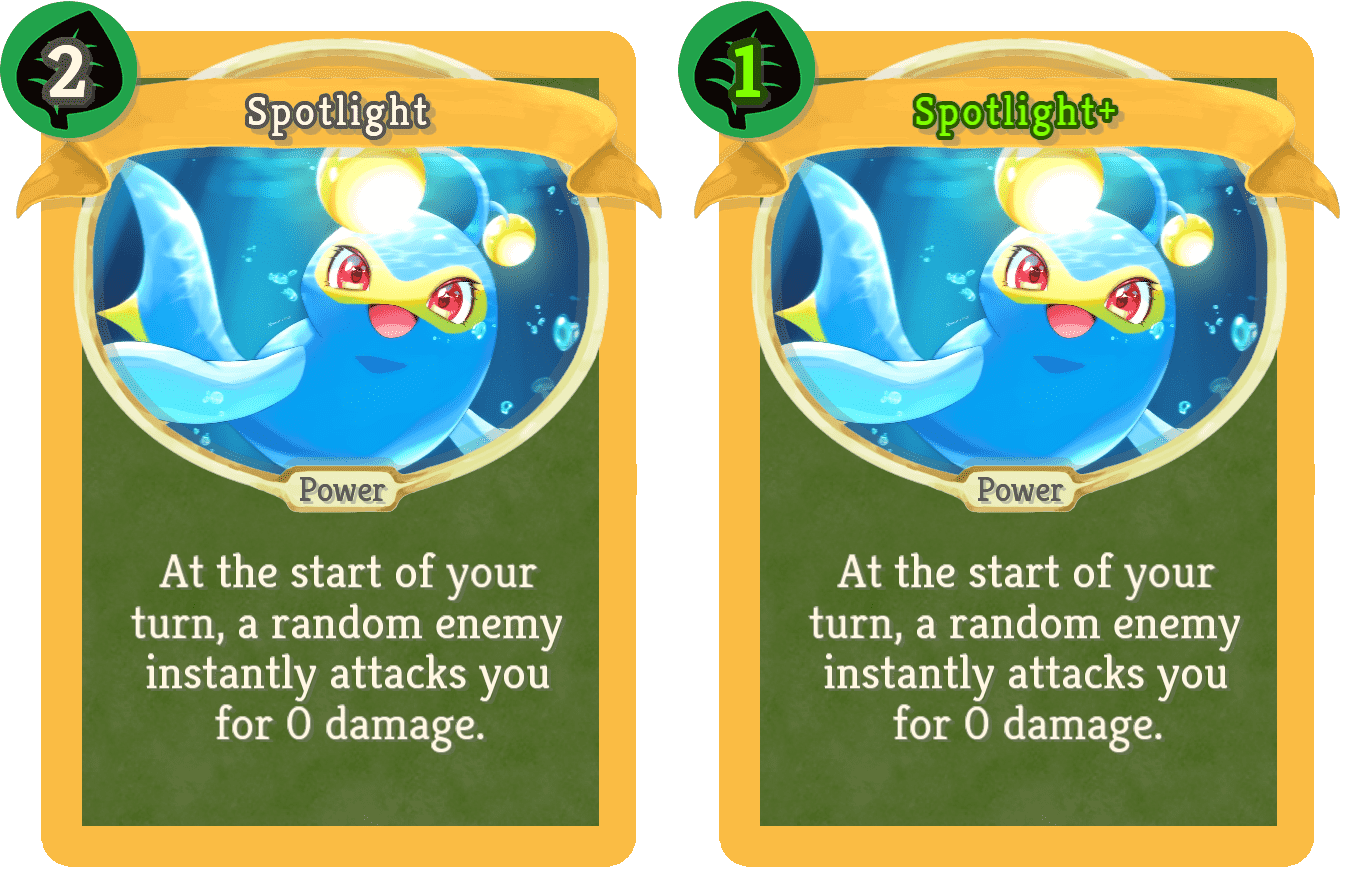 2
Spotlight
Power
At the start of your
turn, a random enemy
instantly attacks you
for 0 damage.
1
Spotlight+
Power
At the start of your
turn, a random enemy
instantly attacks you
for 0 damage.